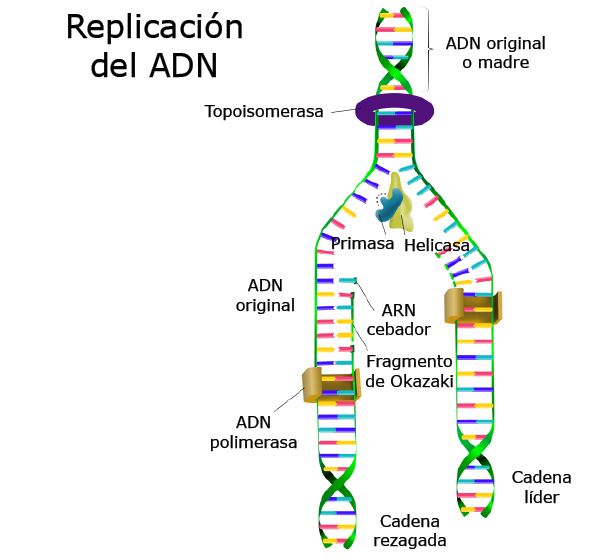 Replicación
del ADN
ADN original
o madre
Topoisomerasa
Primasa
Helicasa
ADN
original
ARN
cebador
Fragmento
de Okazaki
ADN
polimerasa
Cadena
líder
Cadena
rezagada